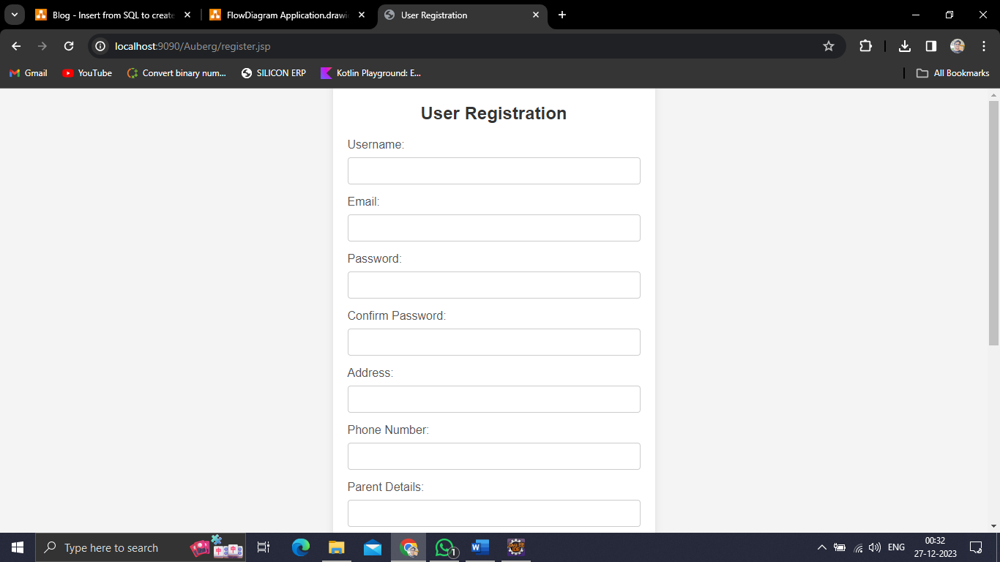 Blog - Insert from SQL to create
FlowDiagram Application.drawi
User Registration
localhost:9090/Auberg/register.jsp
Gmail
YouTube
Convert binary num...
SILICON ERP
Kotlin Playground: E...
All Bookmarks
User Registration
Username:
Email:
Password:
Confirm Password:
Address:
Phone Number:
Parent Details:
Type here to search
1
ENG
00:32
27-12-2023